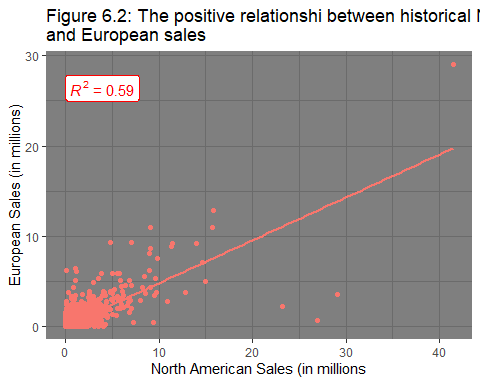 Figure 6.2: The positive relationshi between historical
and European sales
30
20
10
0
R² = 0.59
European Sales (in millions)
0 10 20 30 40
North American Sales (in millions